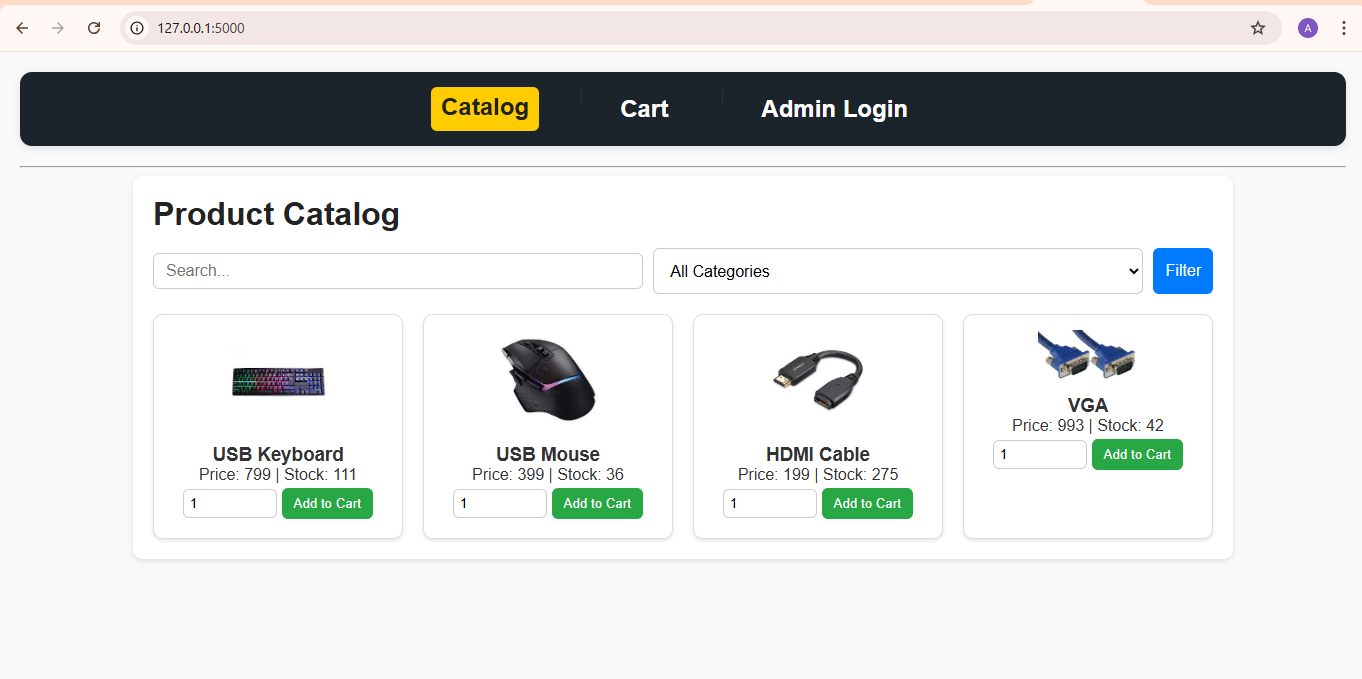 127.0.0.1:5000
A
Catalog Cart Admin Login
Product Catalog
Search... All Categories Filter
USB Keyboard
Price: 799 | Stock: 111
1 Add to Cart
USB Mouse
Price: 399 | Stock: 36
1 Add to Cart
HDMI Cable
Price: 199 | Stock: 275
1 Add to Cart
VGA
Price: 993 | Stock: 42
1 Add to Cart